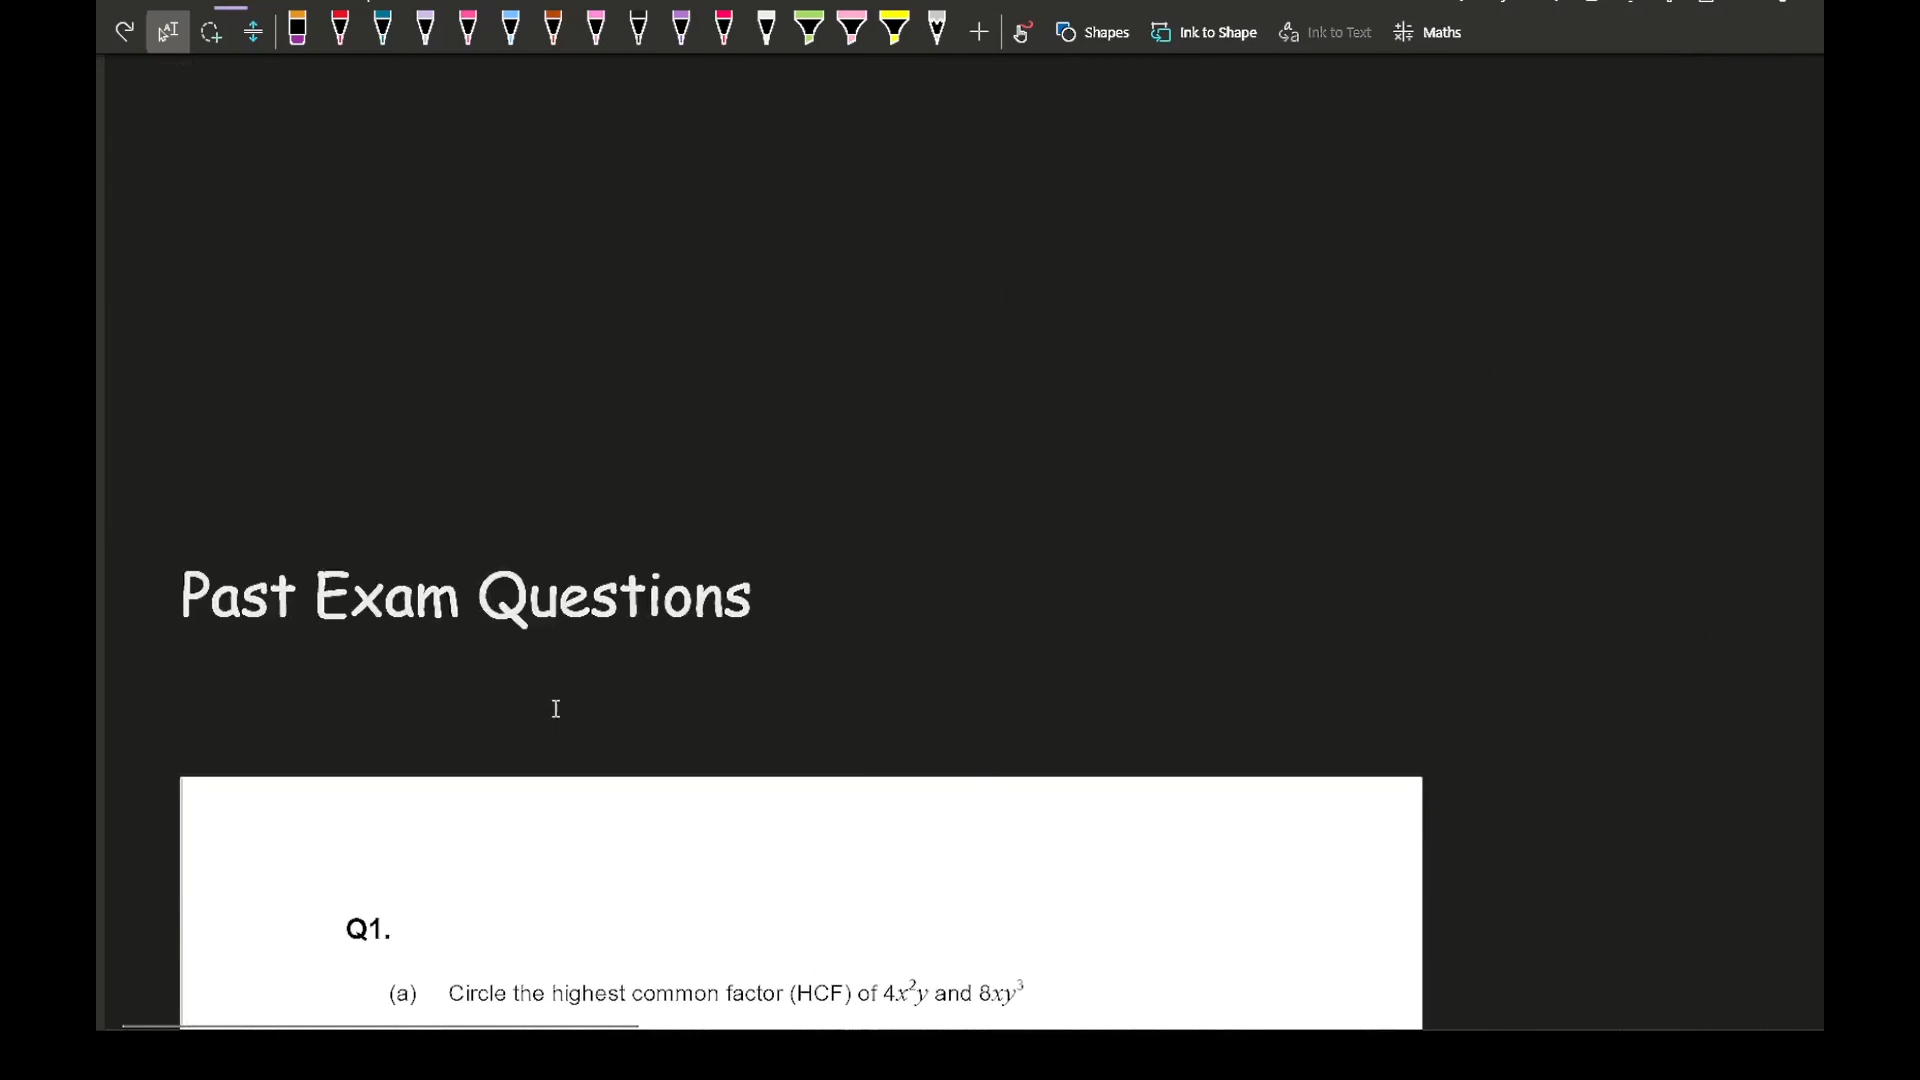 Shapes Ink to Shape Ink to Text Maths
Past Exam Questions
Q1.
(a) Circle the highest common factor (HCF) of 4x²y and 8xy³